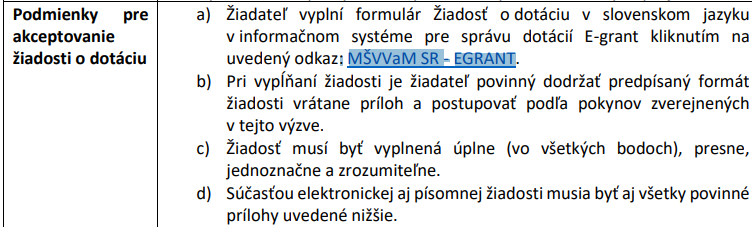 Podmienky pre
akceptovanie
žiadosti o dotáciu
a) Žiadateľ vyplní formulár Žiadosť o dotáciu v slovenskom jazyku
v informačnom systéme pre správu dotácií E-grant kliknutím na
uvedený odkaz: MŠVVaM SR - EGRANT.
b) Pri vypĺňaní žiadosti je žiadateľ povinný dodržať predpísaný formát
žiadosti vrátane príloh a postupovať podľa pokynov zverejnených
v tejto výzve.
c) Žiadosť musí byť vyplnená úplne (vo všetkých bodoch), presne,
jednoznačne a zrozumiteľne.
d) Súčasťou elektronickej aj písomnej žiadosti musia byť aj všetky povinné
prílohy uvedené nižšie.